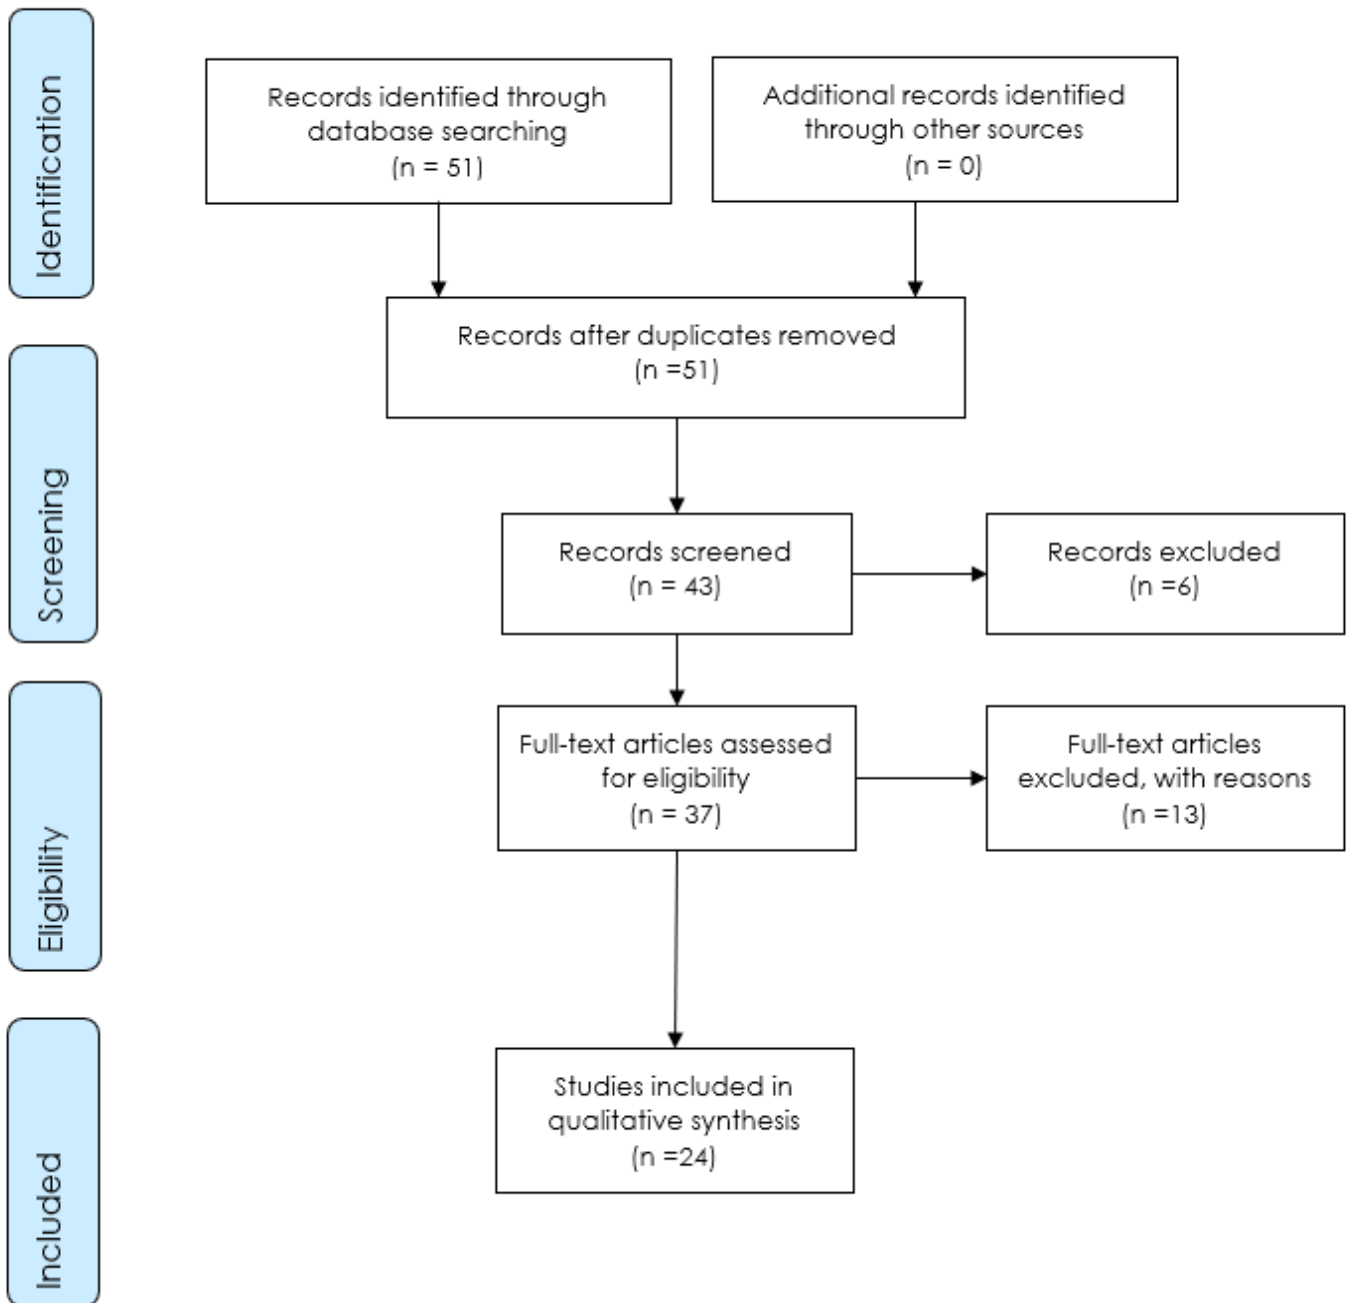 Identification
Records identified through
database searching
(n = 51)
Additional records identified
through other sources
(n = 0)
Records after duplicates removed
(n =51)
Screening
Records screened
(n = 43)
Records excluded
(n =6)
Eligibility
Full-text articles assessed
for eligibility
(n = 37)
Full-text articles
excluded, with reasons
(n =13)
Included
Studies included in
qualitative synthesis
(n =24)